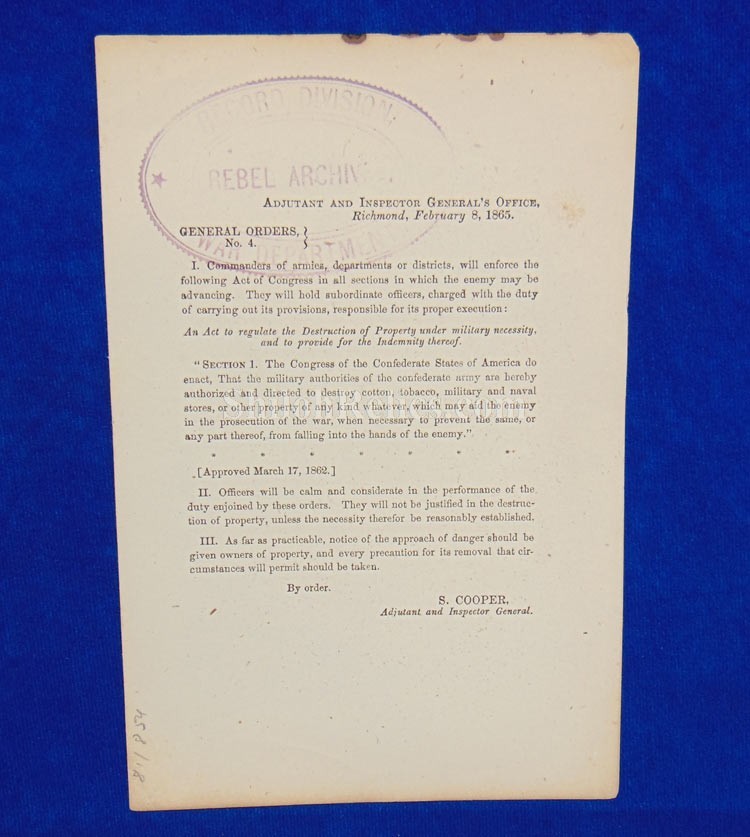 RECORD DIVISION,
REBEL ARCHIVES,
WAR DEPARTMENT
ADJUTANT AND INSPECTOR GENERAL'S OFFICE,
Richmond, February 8, 1865.
GENERAL ORDERS, }
No. 4. }
I. Commanders of armies, departments or districts, will enforce the
following Act of Congress in all sections in which the enemy may be
advancing. They will hold subordinate officers, charged with the duty
of carrying out its provisions, responsible for its proper execution:
An Act to regulate the Destruction of Property under military necessity,
and to provide for the Indemnity thereof.
"SECTION 1. The Congress of the Confederate States of America do
enact, That the military authorities of the confederate army are hereby
authorized and directed to destroy cotton, tobacco, military and naval
stores, or other property of any kind whatever, which may aid the enemy
in the prosecution of the war, when necessary to prevent the same, or
any part thereof, from falling into the hands of the enemy."
* * * * * * *
[Approved March 17, 1862.]
II. Officers will be calm and considerate in the performance of the
duty enjoined by these orders. They will not be justified in the destruc-
tion of property, unless the necessity therefor be reasonably established.
III. As far as practicable, notice of the approach of danger should be
given owners of property, and every precaution for its removal that cir-
cumstances will permit should be taken.
By order.
S. COOPER,
Adjutant and Inspector General.
ShilohRelics.com